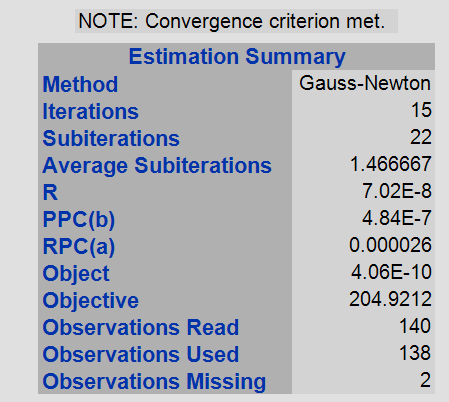 NOTE: Convergence criterion met.
Estimation Summary
Method Gauss-Newton
Iterations 15
Subiterations 22
Average Subiterations 1.466667
R 7.02E-8
PPC(b) 4.84E-7
RPC(a) 0.000026
Object 4.06E-10
Objective 204.9212
Observations Read 140
Observations Used 138
Observations Missing 2